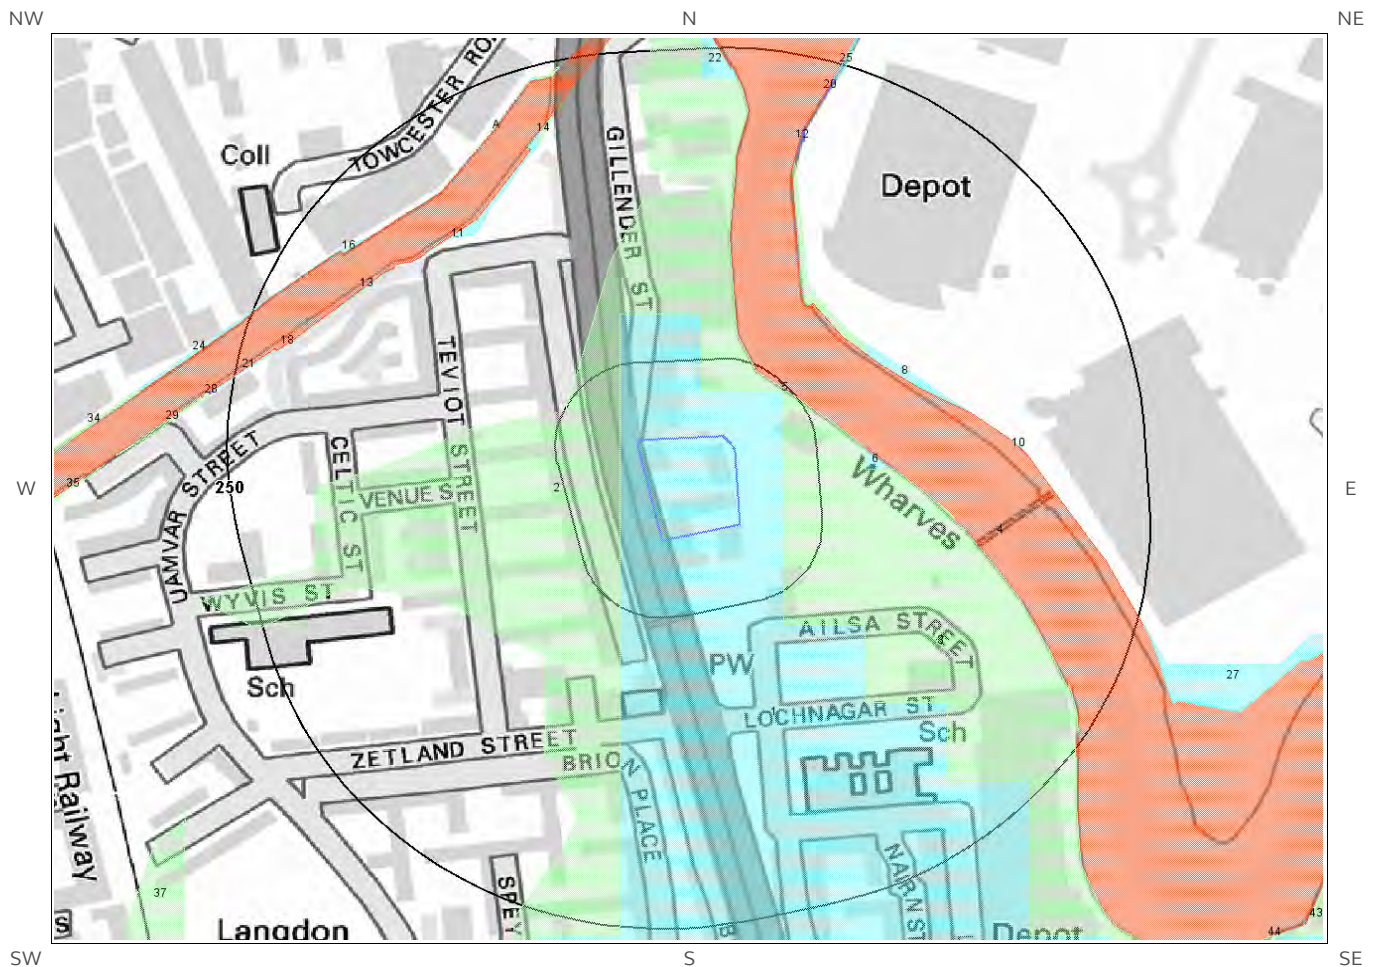 NW
N
NE
22
25
20
TOWCESTER RO
A
14
12
Coll
GILLENDER ST
Depot
16
11
13
24
18
21
28
TEVIOT STREET
8
5
34
29
10
UAMVAR STREET
CELTIC ST
6
Wharves
W
35
250
VENUE S
2
E
4
WYVIS ST
AILSA STREET
3
PW
27
Sch
LOCHNAGAR ST
1
Sch
ZETLAND STREET
BRION PLACE
ight Railway
NAIRN ST
37
SPEY
43
S
Langdon
B
Depot
44
SW
S
SE